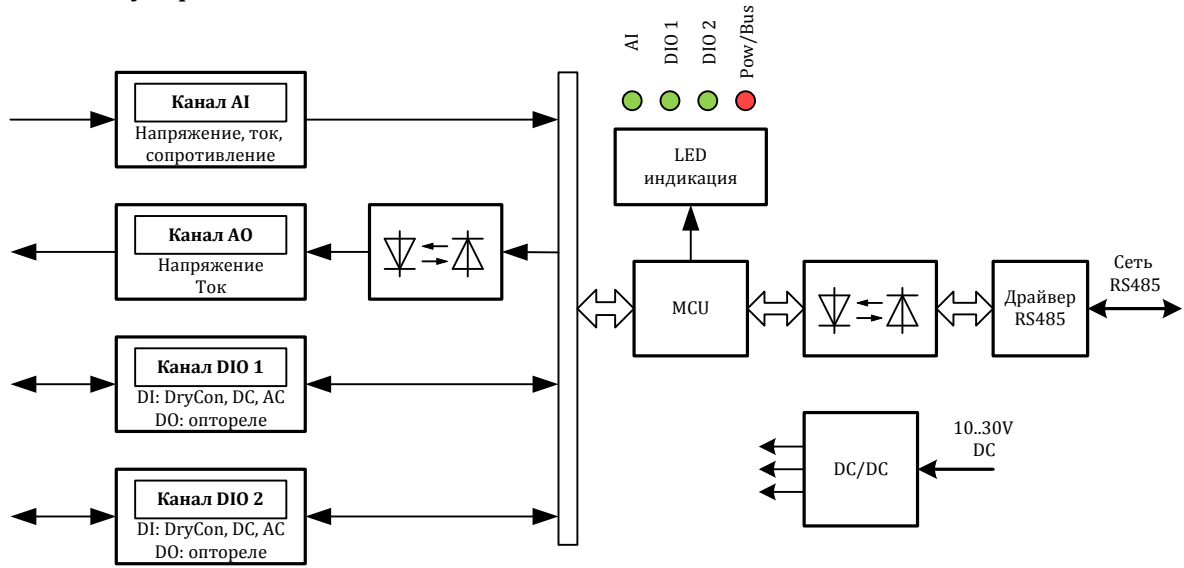 AI
DIO 1
DIO 2
Pow/Bus
Канал AI
Напряжение, ток,
сопротивление
LED
индикация
Канал AO
Напряжение
Ток
MCU
Драйвер
RS485
Сеть
RS485
Канал DIO 1
DI: DryCon, DC, AC
DO: оптореле
DC/DC
10..30V
DC
Канал DIO 2
DI: DryCon, DC, AC
DO: оптореле